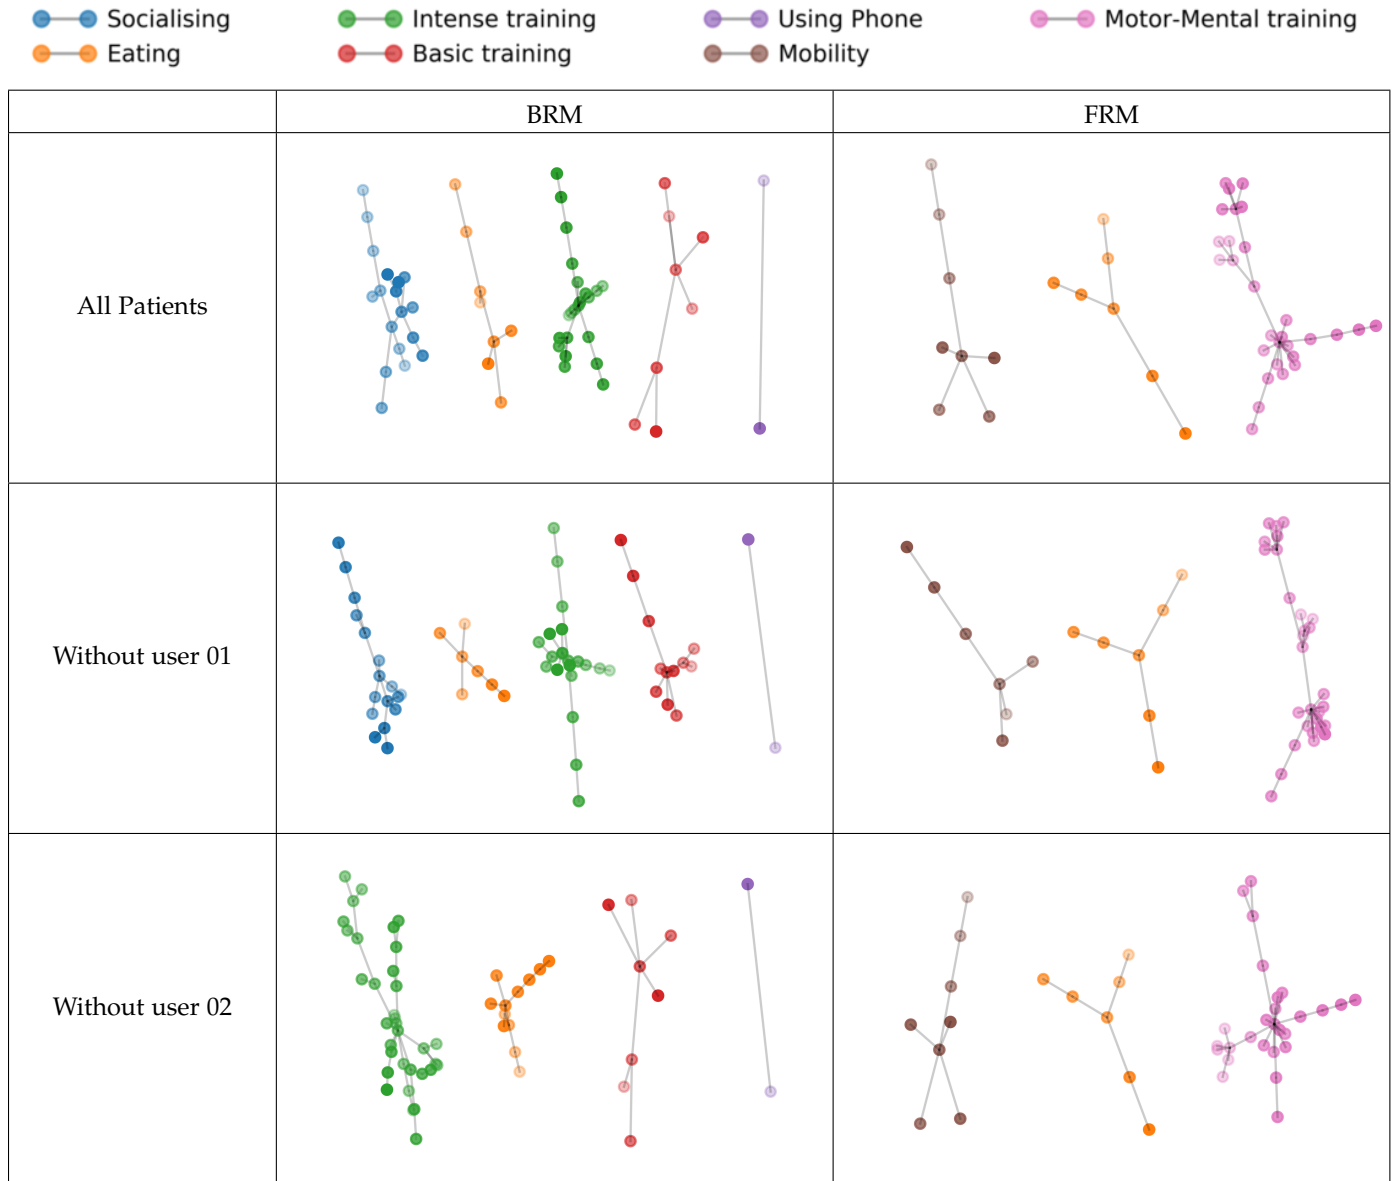 Socialising Intense training Using Phone Motor-Mental training
Eating Basic training Mobility
BRM FRM
All Patients
Without user 01
Without user 02